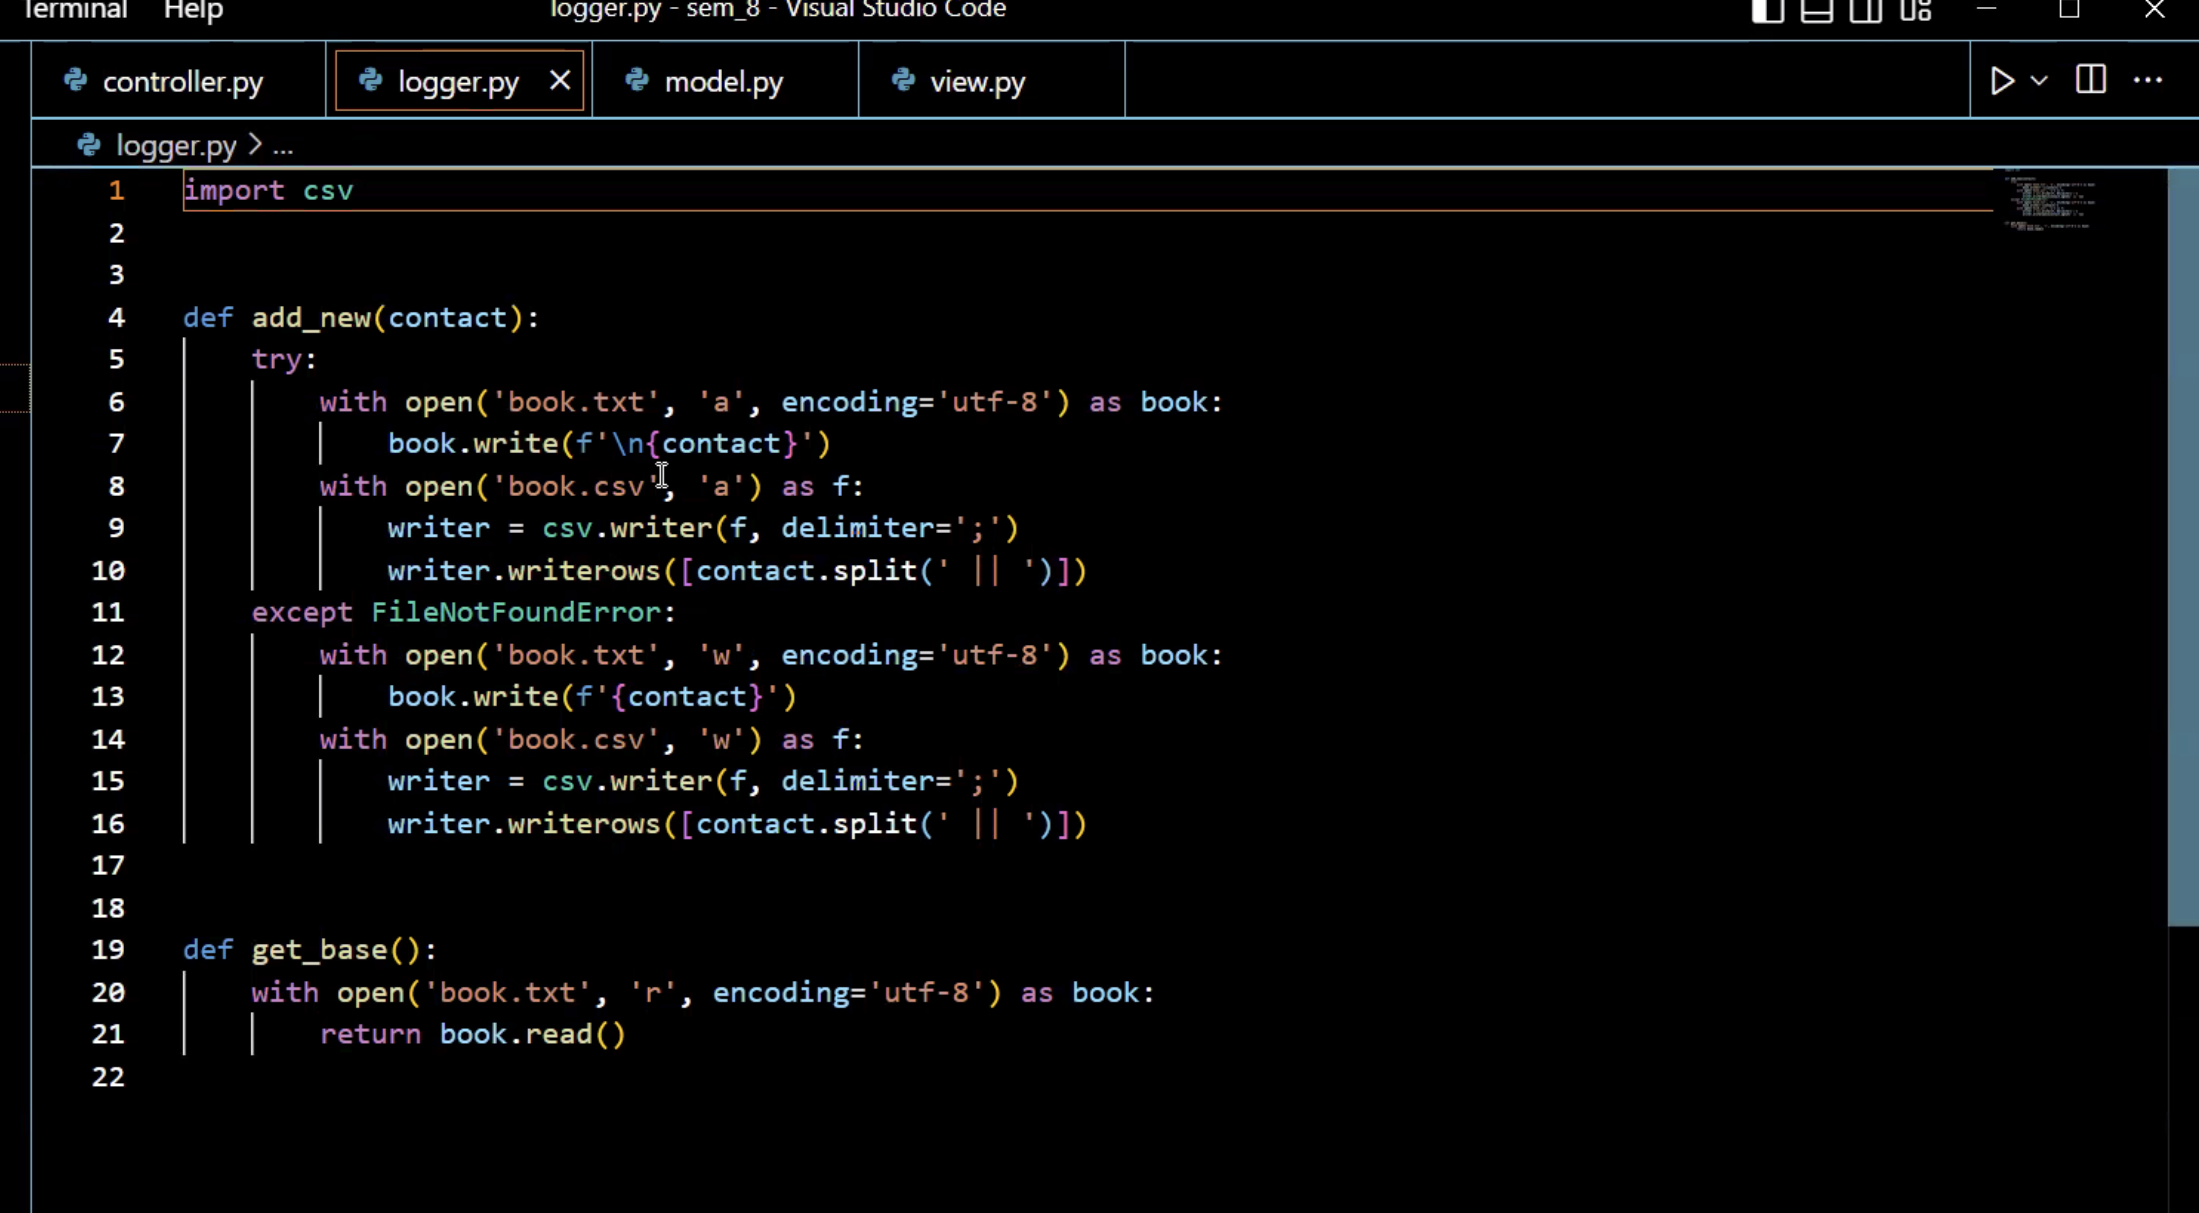 Terminal Help logger.py - sem_8 - Visual Studio Code
controller.py logger.py model.py view.py
logger.py > ...
1 import csv
2
3
4 def add_new(contact):
5     try:
6         with open('book.txt', 'a', encoding='utf-8') as book:
7             book.write(f'\n{contact}')
8         with open('book.csv', 'a') as f:
9             writer = csv.writer(f, delimiter=';')
10             writer.writerows([contact.split(' || ')])
11     except FileNotFoundError:
12         with open('book.txt', 'w', encoding='utf-8') as book:
13             book.write(f'{contact}')
14         with open('book.csv', 'w') as f:
15             writer = csv.writer(f, delimiter=';')
16             writer.writerows([contact.split(' || ')])
17
18
19 def get_base():
20     with open('book.txt', 'r', encoding='utf-8') as book:
21         return book.read()
22